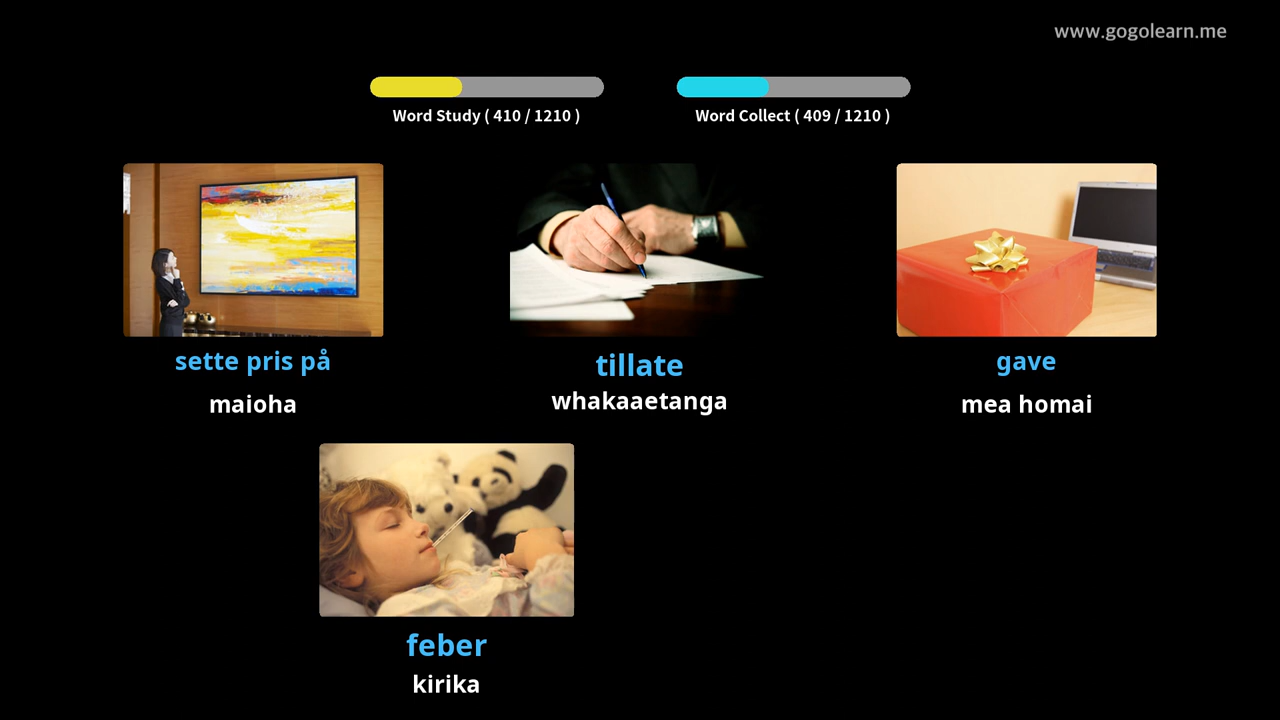 www.gogolearn.me
Word Study ( 410 / 1210 )
Word Collect ( 409 / 1210 )
sette pris på
maioha
tillate
whakaaetanga
gave
mea homai
feber
kirika